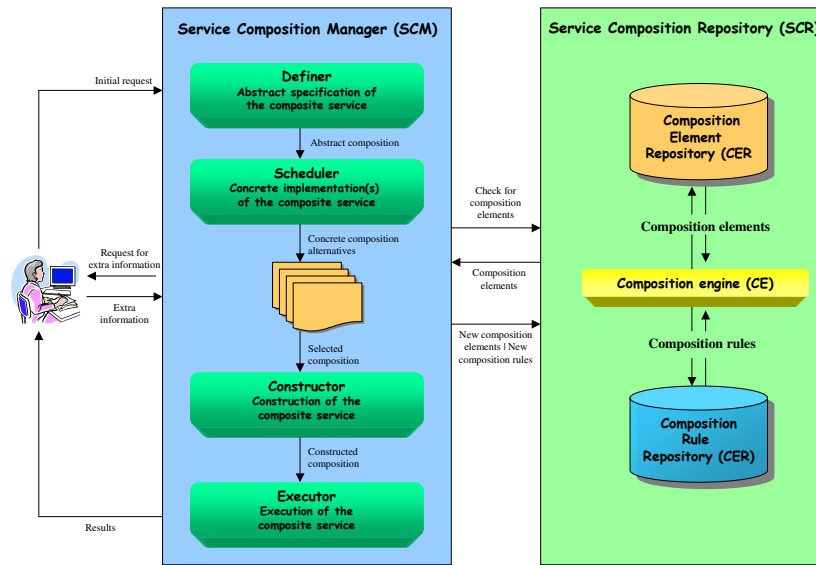 Service Composition Manager (SCM)
Service Composition Repository (SCR)
Initial request
Definer
Abstract specification of
the composite service
Abstract composition
Scheduler
Concrete implementation(s)
of the composite service
Concrete composition
alternatives
Request for
extra information
Extra
information
Selected
composition
Constructor
Construction of the
composite service
Constructed
composition
Executor
Execution of the
composite service
Results
Check for
composition
elements
Composition
elements
New composition
elements | New
composition rules
Composition
Element
Repository (CER
Composition elements
Composition engine (CE)
Composition rules
Composition
Rule
Repository (CER)